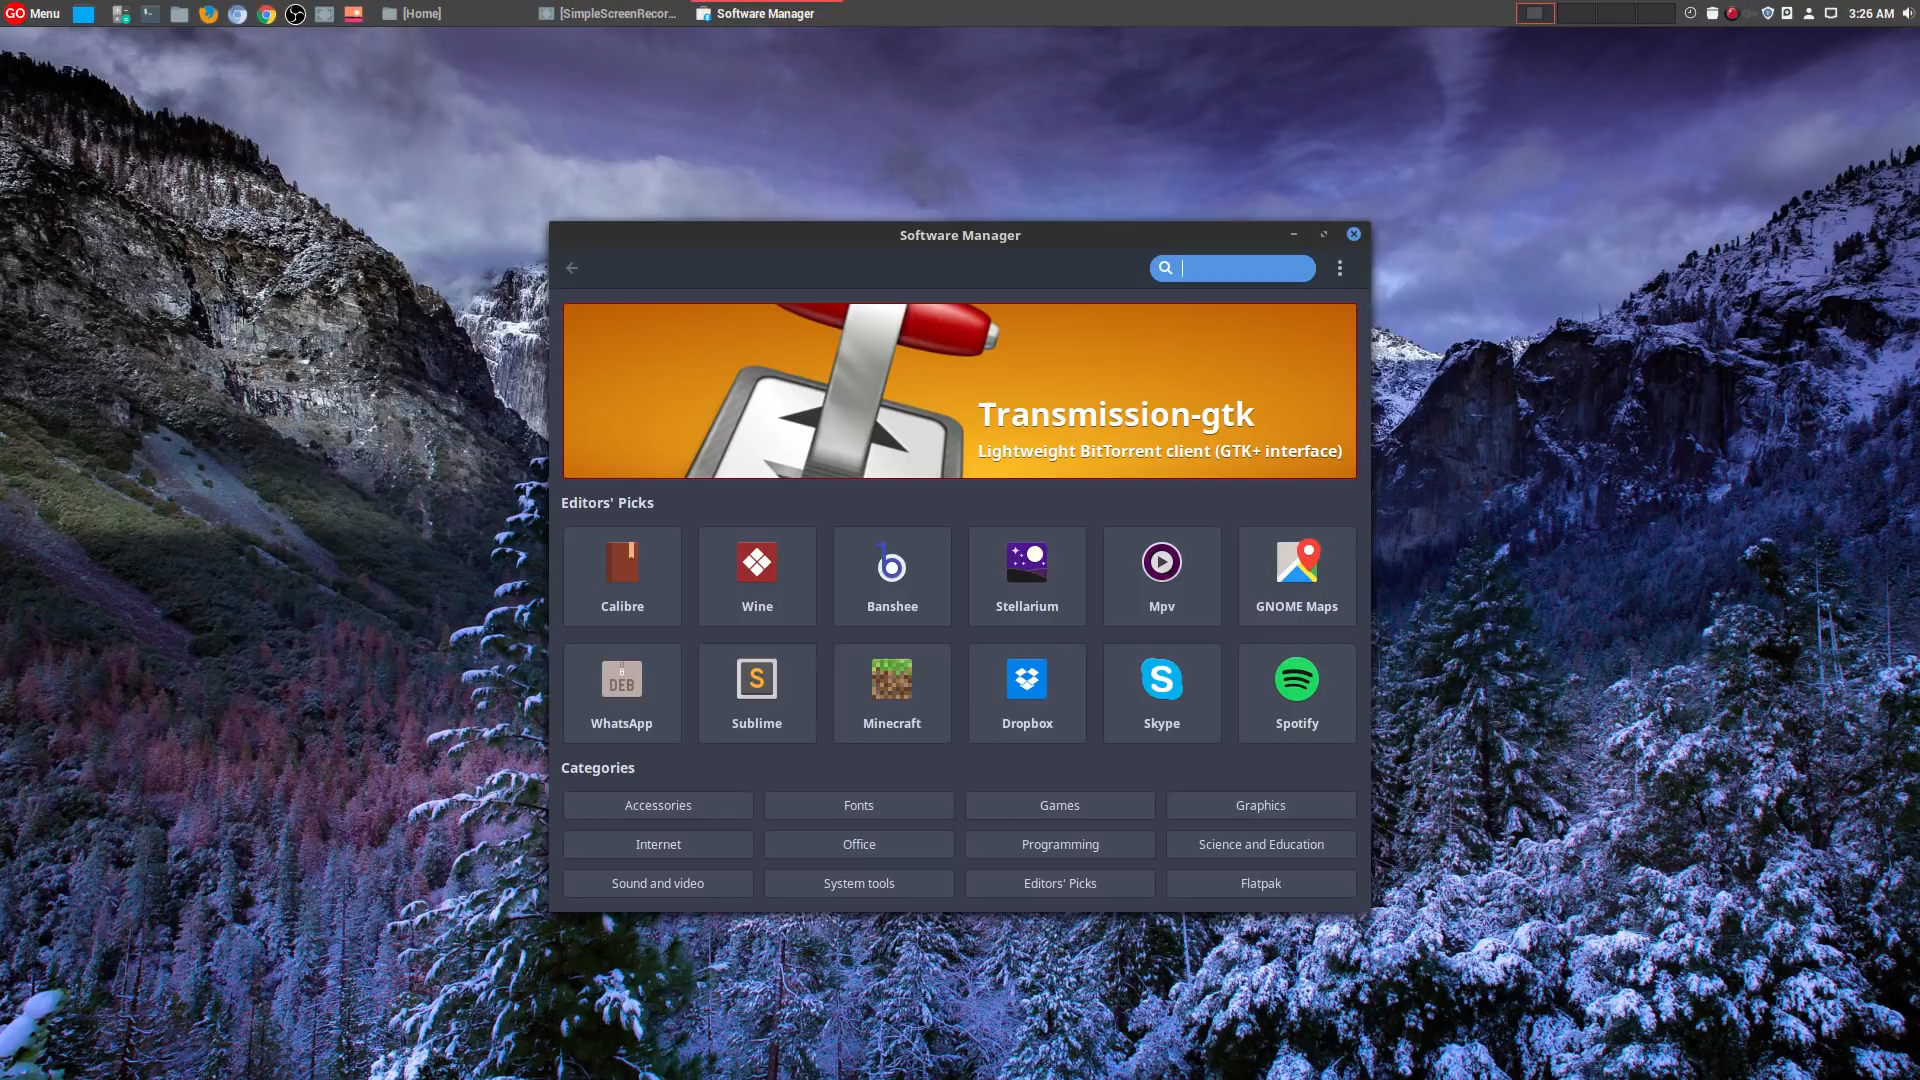 GO Menu
[Home]
[SimpleScreenRecor...
Software Manager
3:26 AM
Software Manager
Transmission-gtk
Lightweight BitTorrent client (GTK+ interface)
Editors' Picks
Calibre
Wine
Banshee
Stellarium
Mpv
GNOME Maps
DEB
S
S
WhatsApp
Sublime
Minecraft
Dropbox
Skype
Spotify
Categories
Accessories
Fonts
Games
Graphics
Internet
Office
Programming
Science and Education
Sound and video
System tools
Editors' Picks
Flatpak